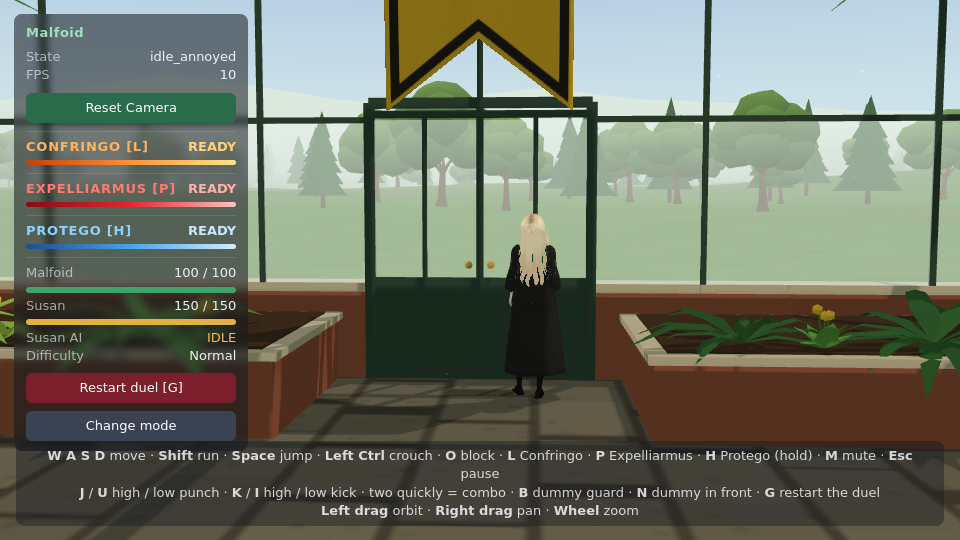 Malfoid
State idle_annoyed
FPS 10
Reset Camera
CONFRINGO [L] READY
EXPELLIARMUS [P] READY
PROTEGO [H] READY
Malfoid 100 / 100
Susan 150 / 150
Susan AI IDLE
Difficulty Normal
Restart duel [G]
Change mode
W A S D move · Shift run · Space jump · Left Ctrl crouch · O block · L Confringo · P Expelliarmus · H Protego (hold) · M mute · Esc
pause
J / U high / low punch · K / I high / low kick · two quickly = combo · B dummy guard · N dummy in front · G restart the duel
Left drag orbit · Right drag pan · Wheel zoom